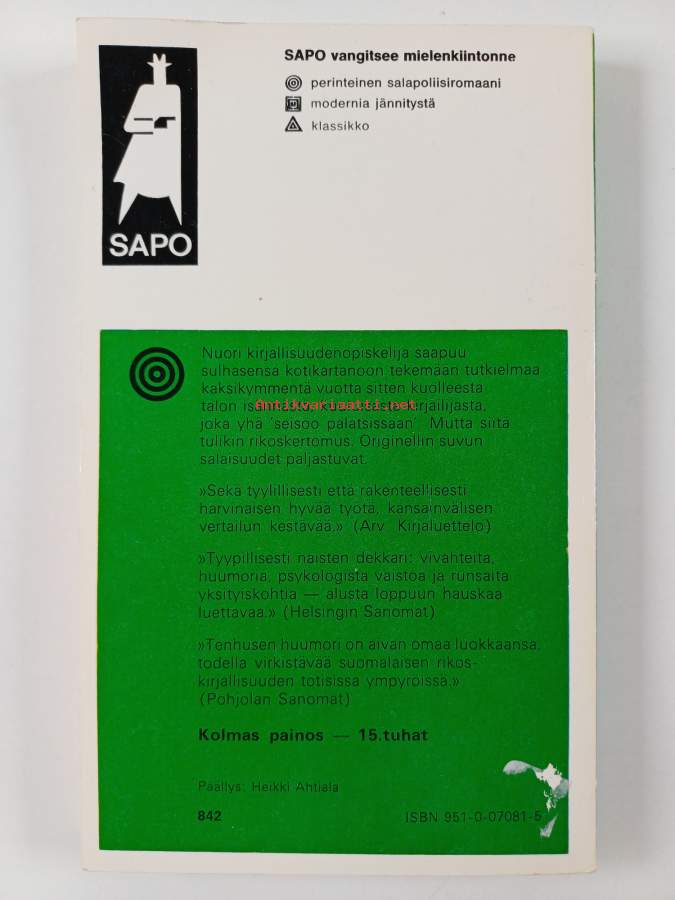 SAPO vangitsee mielenkiintonne
perinteinen salapoliisiromaani
modernia jännitystä
klassikko
SAPO
Nuori kirjallisuudenopiskelija saapuu
sulhasensa kotikartanoon tekemään tutkielmaa
kaksikymmentä vuotta sitten kuolleesta
talon kirjailijasta,
Antikvariaatti.net
joka yhä 'seisoo palatsissaan'. Mutta siitä
tulikin rikoskertomus. Originellin suvun
salaisuudet paljastuvat.
»Sekä tyylillisesti että rakenteellisesti
harvinaisen hyvää työtä, kansainvälisen
vertailun kestävää.» (Arv. Kirjaluettelo)
»Tyypillisesti naisten dekkari: vivahteita,
huumoria, psykologista vaistoa ja runsaita
yksityiskohtia — alusta loppuun hauskaa
luettavaa.» (Helsingin Sanomat)
»Tenhusen huumori on aivan omaa luokkaansa,
todella virkistävää suomalaisen rikos-
kirjallisuuden totisissa ympyröissä.»
(Pohjolan Sanomat)
Kolmas painos — 15.tuhat
Päällys: Heikki Ahtiala
842
ISBN 951-0-07081-5